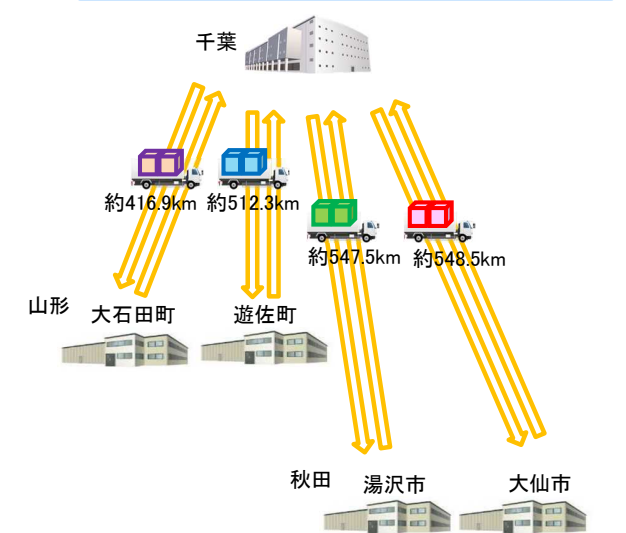 千葉
約416.9km
約512.3km
約547.5km
約548.5km
山形
大石田町
遊佐町
秋田
湯沢市
大仙市